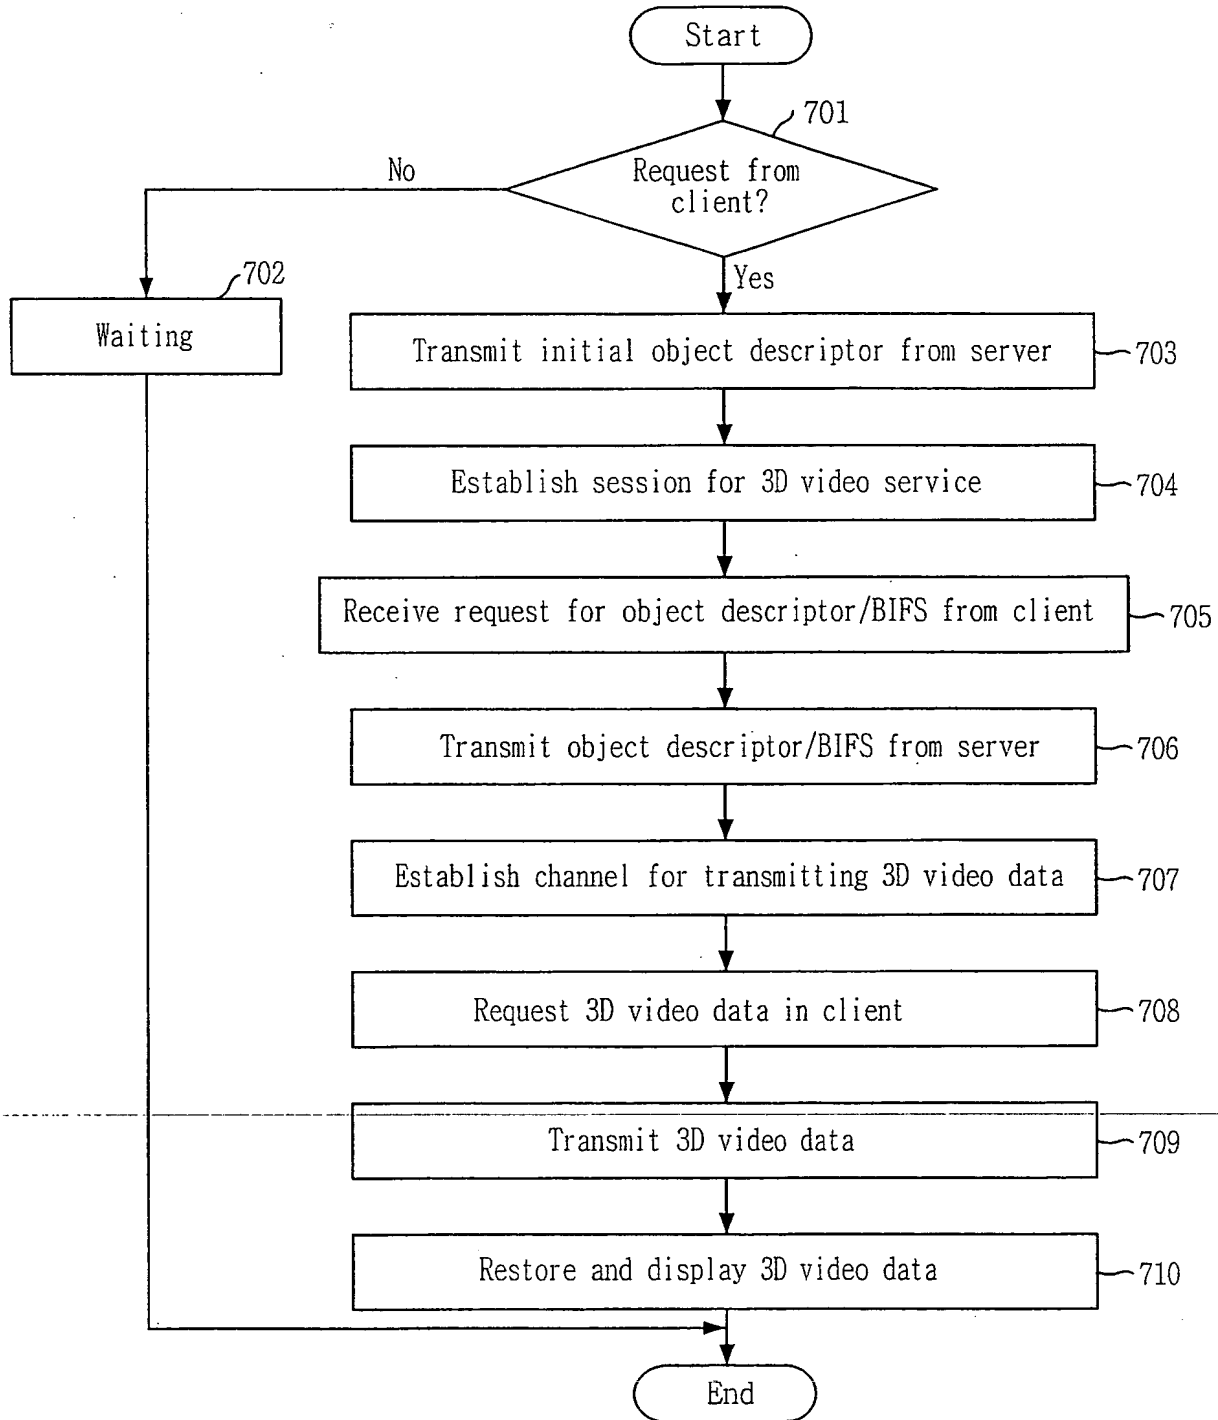 Start
701
Request from
client?
No
Yes
702
Waiting
Transmit initial object descriptor from server
703
Establish session for 3D video service
704
Receive request for object descriptor/BIFS from client
705
Transmit object descriptor/BIFS from server
706
Establish channel for transmitting 3D video data
707
Request 3D video data in client
708
Transmit 3D video data
709
Restore and display 3D video data
710
End